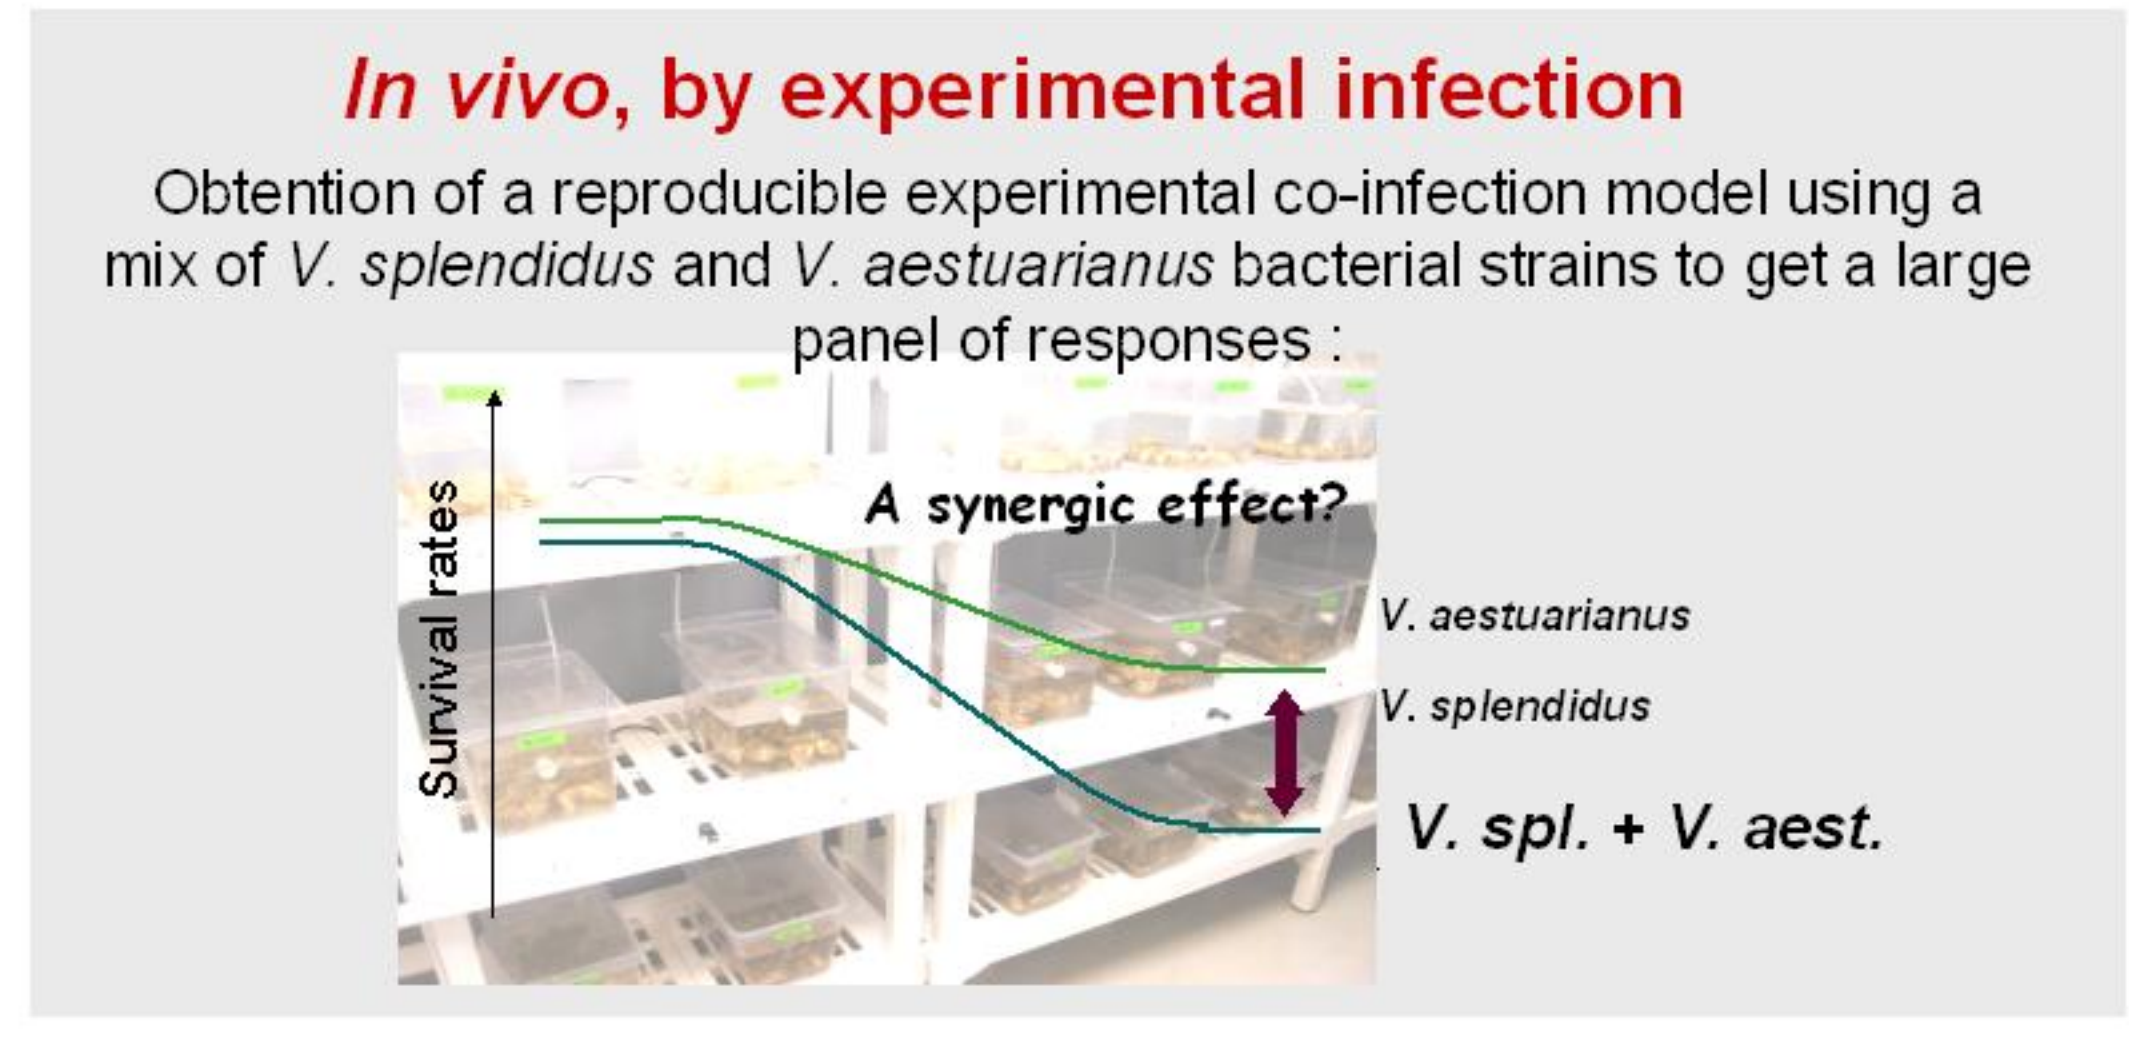 In vivo, by experimental infection
Obtention of a reproducible experimental co-infection model using a
mix of V. splendidus and V. aestuarianus bacterial strains to get a large
panel of responses :
A synergic effect?
Survival rates
V. aestuarianus
V. splendidus
V. spl. + V. aest.